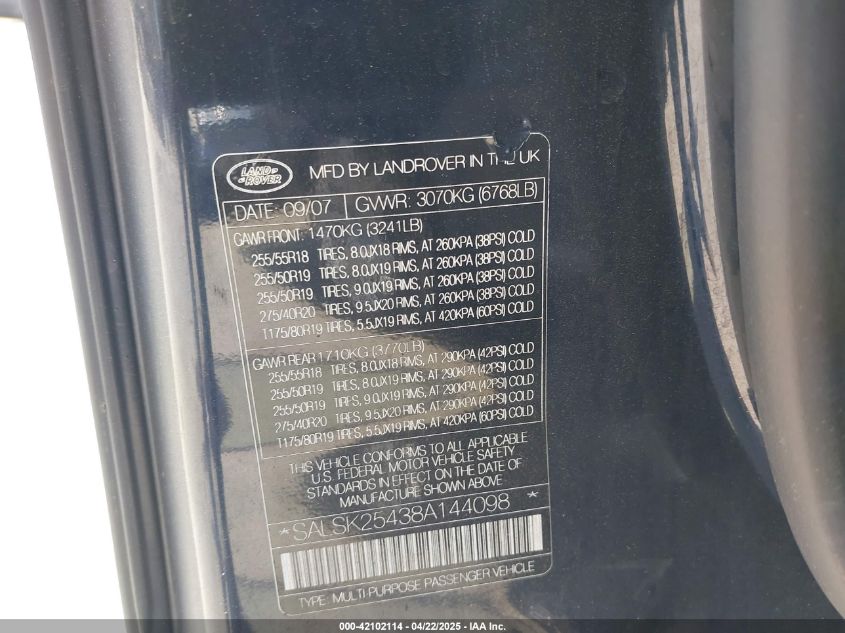 LAND
ROVER
MFD BY LANDROVER IN THE UK
DATE: 09/07 GVWR: 3070KG (6768LB)
GAWR FRONT: 1470KG (3241LB)
255/55R18 TIRES, 8.0JX18 RIMS, AT 260KPA (38PSI) COLD
255/50R19 TIRES, 8.0JX19 RIMS, AT 260KPA (38PSI) COLD
255/50R19 TIRES, 9.0JX19 RIMS, AT 260KPA (38PSI) COLD
275/40R20 TIRES, 9.5JX20 RIMS, AT 260KPA (38PSI) COLD
T175/80R19 TIRES, 5.5JX19 RIMS, AT 420KPA (60PSI) COLD
GAWR REAR 1710KG (3770LB)
255/55R18 TIRES, 8.0JX18 RIMS, AT 290KPA (42PSI) COLD
255/50R19 TIRES, 8.0JX19 RIMS, AT 290KPA (42PSI) COLD
255/50R19 TIRES, 9.0JX19 RIMS, AT 290KPA (42PSI) COLD
275/40R20 TIRES, 9.5JX20 RIMS, AT 290KPA (42PSI) COLD
T175/80R19 TIRES, 5.5JX19 RIMS, AT 420KPA (60PSI) COLD
THIS VEHICLE CONFORMS TO ALL APPLICABLE
U.S. FEDERAL MOTOR VEHICLE SAFETY
STANDARDS IN EFFECT ON THE DATE OF
MANUFACTURE SHOWN ABOVE
*SALSK25438A144098*
TYPE: MULTI-PURPOSE PASSENGER VEHICLE
000-42102114 - 04/22/2025 - IAA, Inc.